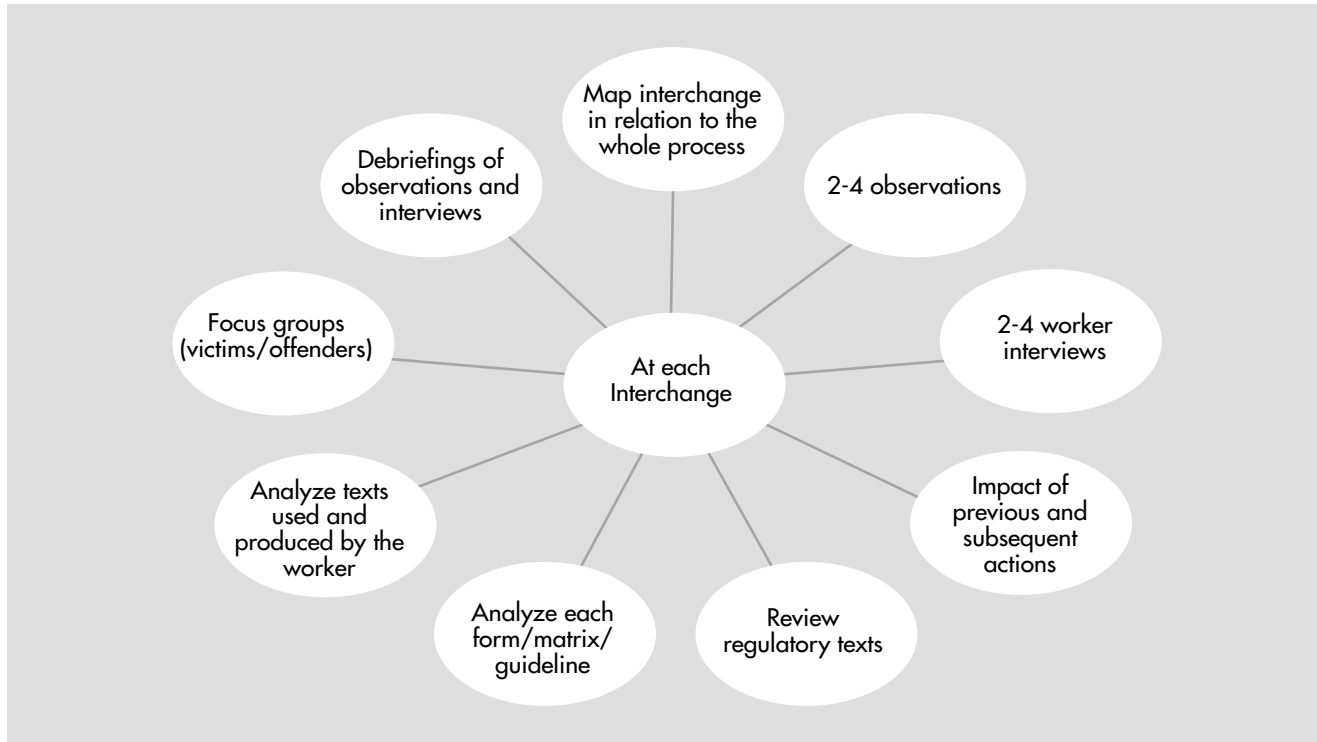 Map interchange
in relation to the
whole process
2-4 observations
2-4 worker
interviews
Impact of
previous and
subsequent
actions
Review
regulatory texts
Analyze each
form/matrix/
guideline
Analyze texts
used and
produced by the
worker
Focus groups
(victims/offenders)
Debriefings of
observations and
interviews
At each
Interchange